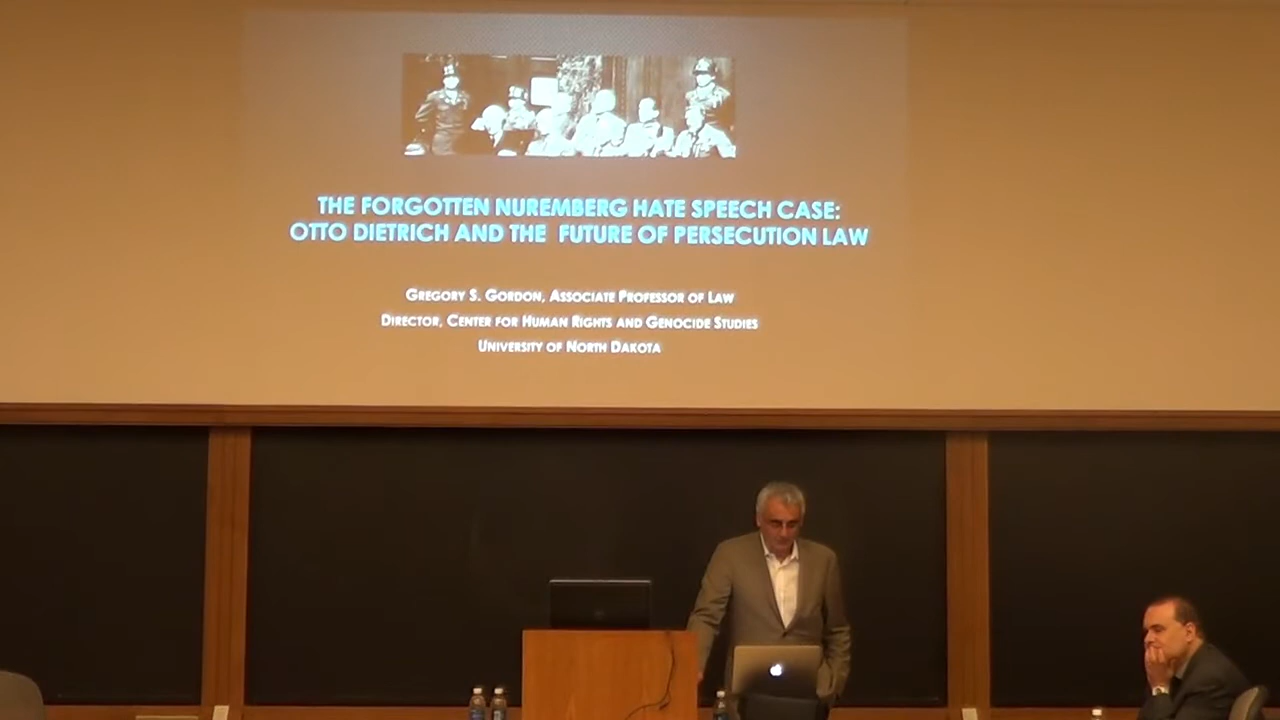 THE FORGOTTEN NUREMBERG HATE SPEECH CASE:
OTTO DIETRICH AND THE FUTURE OF PERSECUTION LAW
GREGORY S. GORDON, ASSOCIATE PROFESSOR OF LAW
DIRECTOR, CENTER FOR HUMAN RIGHTS AND GENOCIDE STUDIES
UNIVERSITY OF NORTH DAKOTA